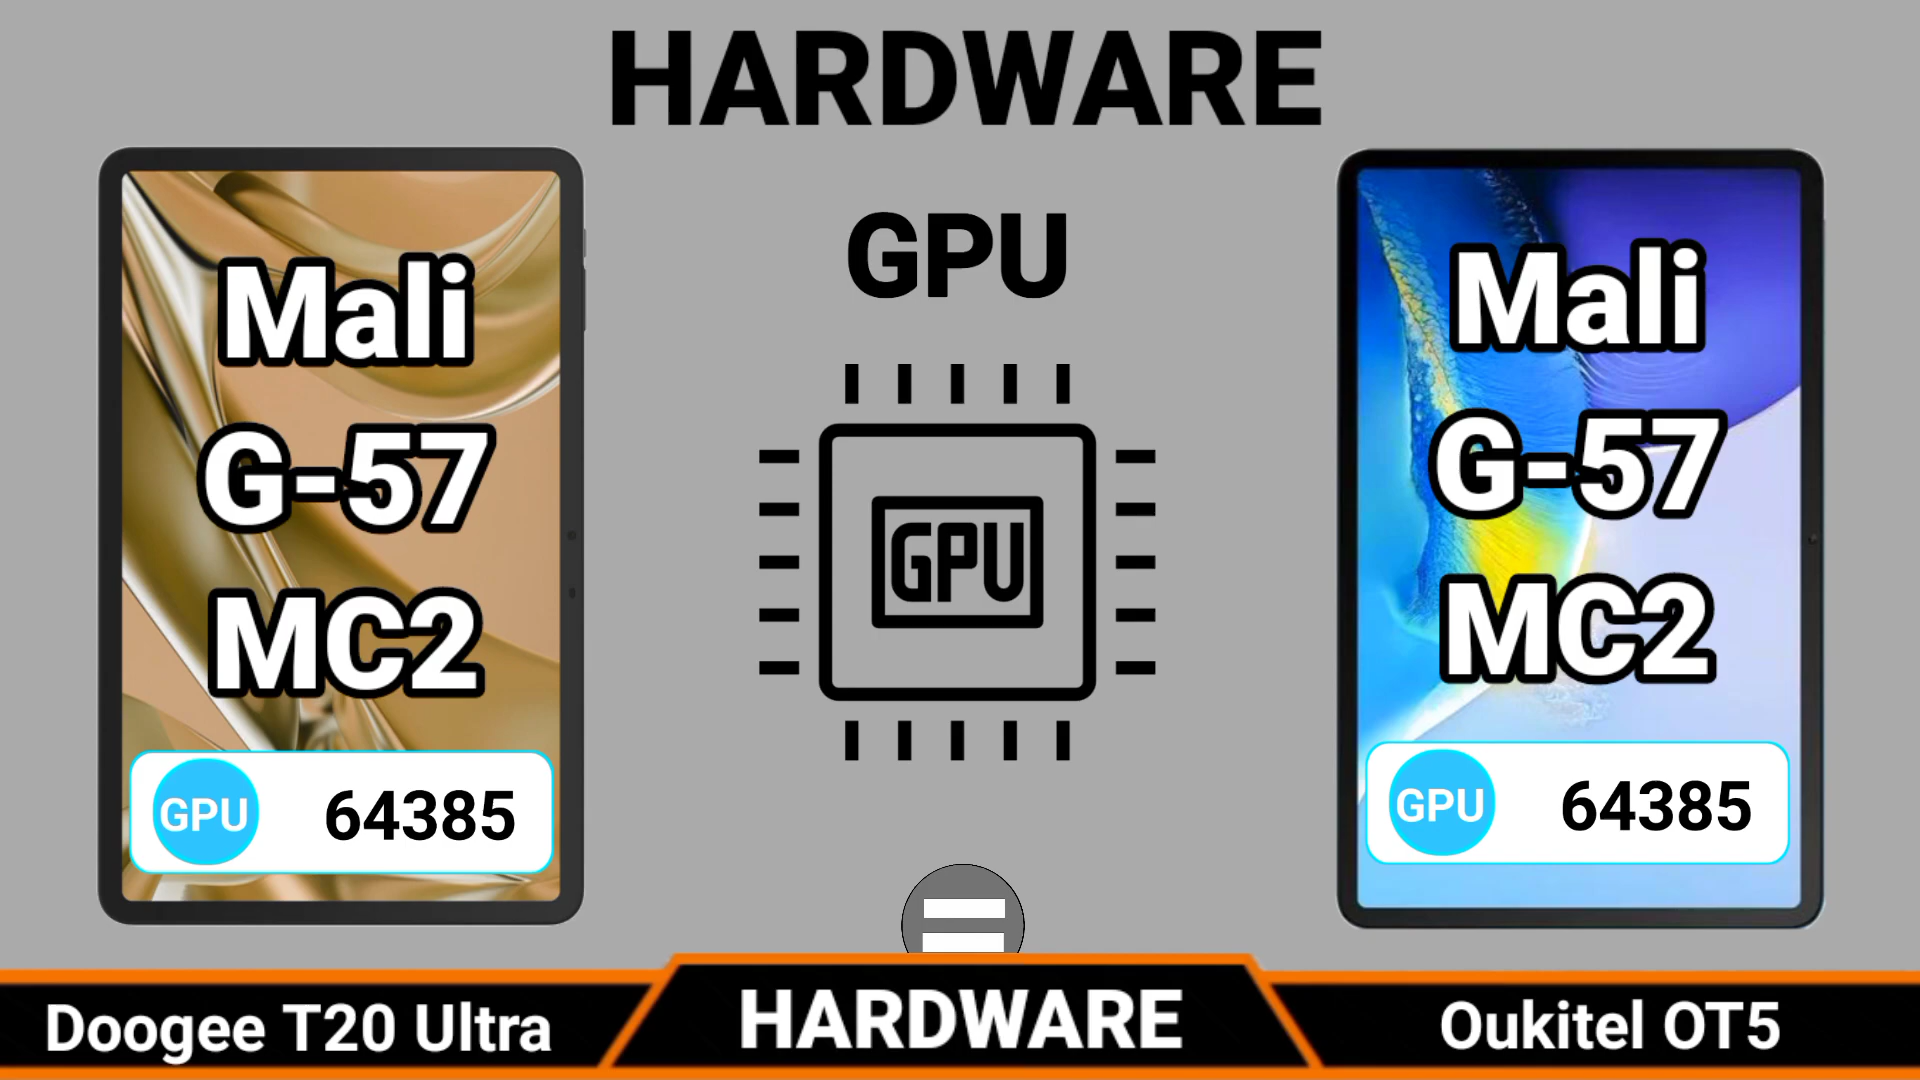 HARDWARE
GPU
Mali
G-57
MC2
GPU 64385
GPU
Mali
G-57
MC2
GPU 64385
Doogee T20 Ultra
HARDWARE
Oukitel OT5